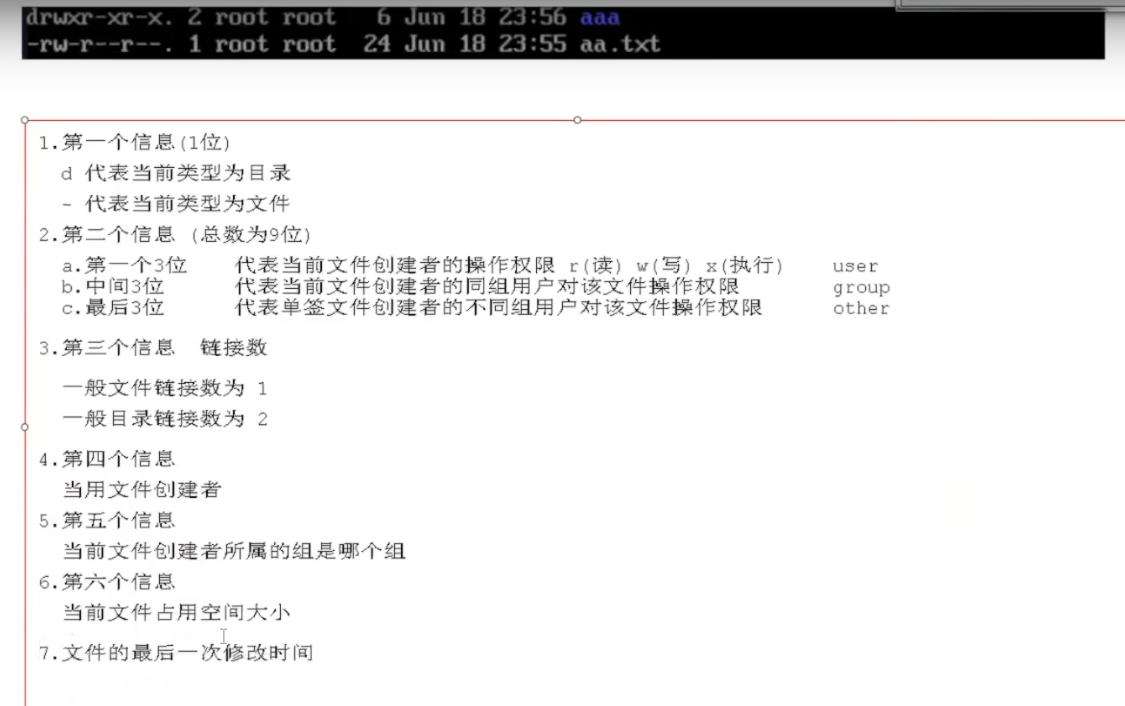 drwxr-xr-x. 2 root root 6 Jun 18 23:56 aaa
-rw-r--r--. 1 root root 24 Jun 18 23:55 aa.txt
1.第一个信息(1位)
d 代表当前类型为目录
- 代表当前类型为文件
2.第二个信息 (总数为9位)
a.第一个3位 代表当前文件创建者的操作权限 r(读) w(写) x(执行) user
b.中间3位 代表当前文件创建者的同组用户对该文件操作权限 group
c.最后3位 代表单签文件创建者的不同组用户对该文件操作权限 other
3.第三个信息 链接数
一般文件链接数为 1
一般目录链接数为 2
4.第四个信息
当用文件创建者
5.第五个信息
当前文件创建者所属的组是哪个组
6.第六个信息
当前文件占用空间大小
7.文件的最后一次修改时间